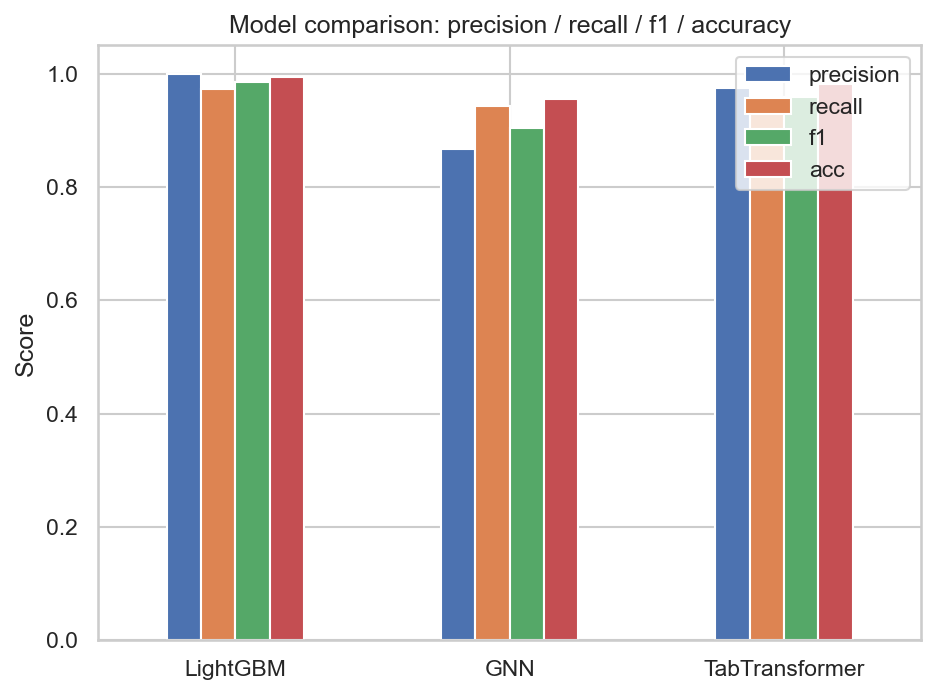 Model comparison: precision / recall / f1 / accuracy
precision
recall
f1
acc
Score
1.0
0.8
0.6
0.4
0.2
0.0
LightGBM
GNN
TabTransformer